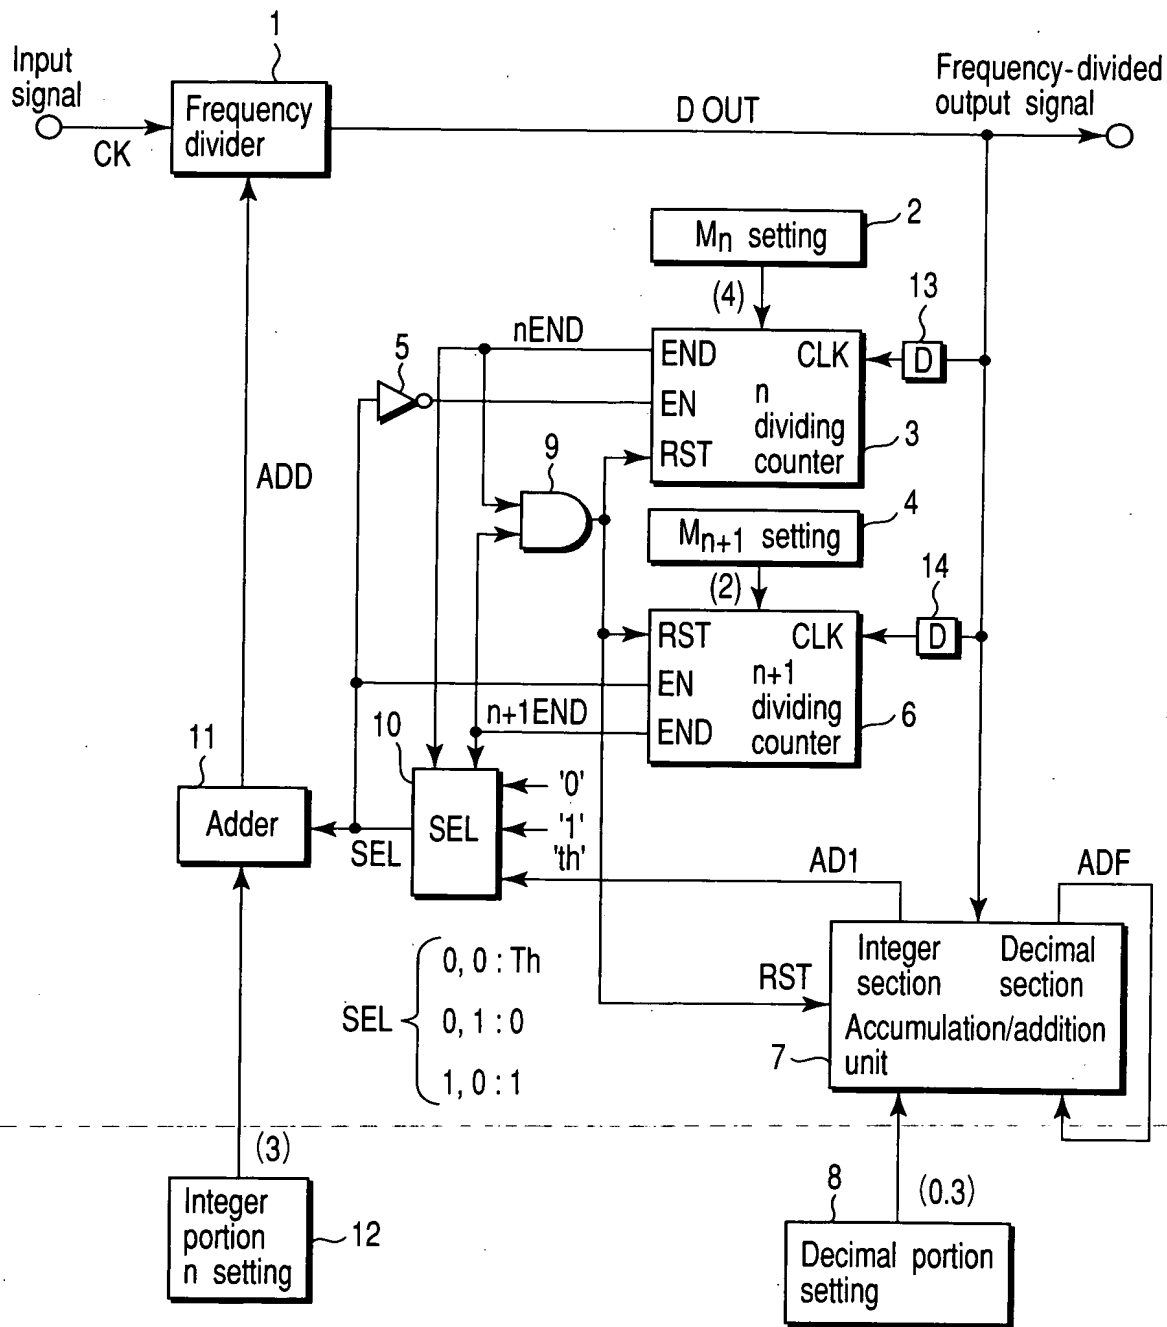 1
Input
signal
CK
Frequency
divider
D OUT
Frequency-divided
output signal
Mn setting
2
(4)
13
nEND
END
CLK
D
5
EN
n
dividing
counter
RST
3
9
ADD
4
Mn+1 setting
(2)
14
RST
CLK
D
EN
n+1
dividing
counter
n+1END
END
6
10
11
'0'
Adder
SEL
'1'
SEL
'th'
AD1
ADF
Integer
section
Decimal
section
RST
0, 0 : Th
SEL
0, 1 : 0
1, 0 : 1
Accumulation/addition
unit
7
(3)
Integer
portion
n setting
12
8
(0.3)
Decimal portion
setting